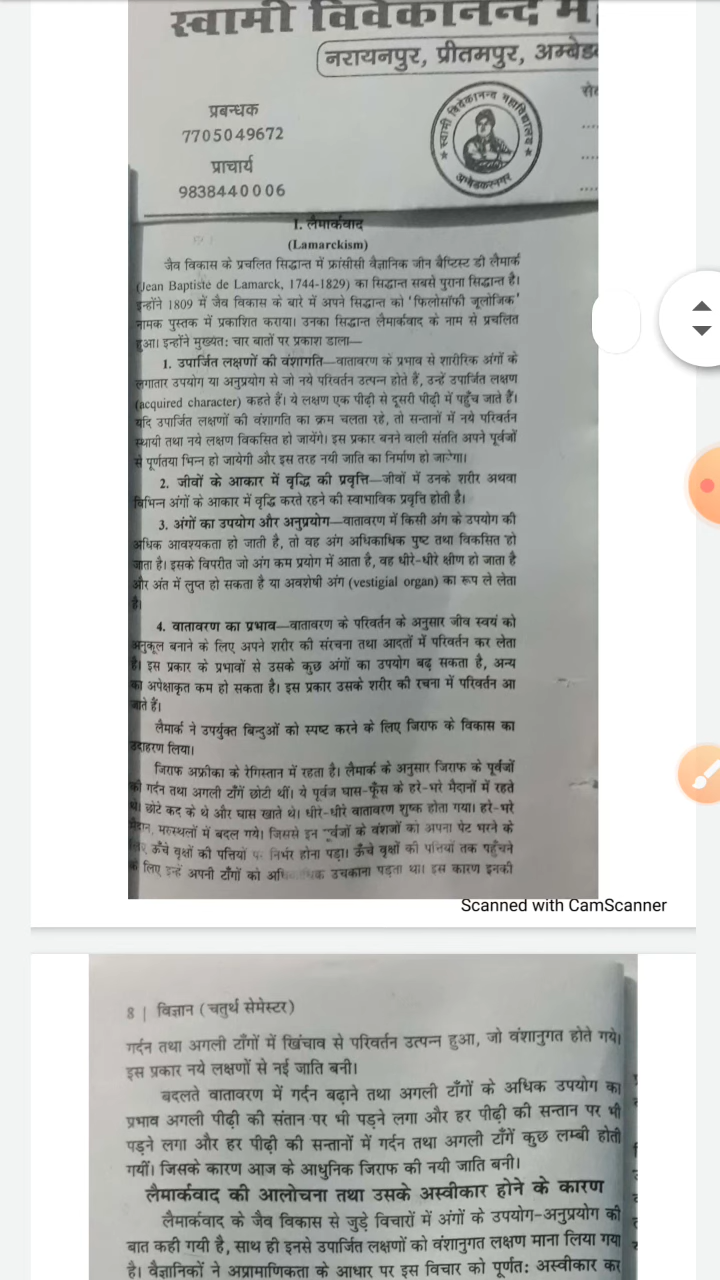 स्वामी विवेकानन्द म
नरायनपुर, प्रीतमपुर, अम्बेड
प्रबन्धक
7705049672
प्राचार्य
9838440006
स्वामी विवेकानन्द महाविद्यालय
अम्बेडकरनगर
I. लैमार्कवाद
(Lamarckism)
जैव विकास के प्रचलित सिद्धान्त में फ्रांसीसी वैज्ञानिक जीन बैप्टिस्ट डी लैमार्क
(Jean Baptiste de Lamarck, 1744-1829) का सिद्धान्त सबसे पुराना सिद्धान्त है।
इन्होंने 1809 में जैव विकास के बारे में अपने सिद्धान्त को 'फिलोसॉफी जूलोजिक'
नामक पुस्तक में प्रकाशित कराया। उनका सिद्धान्त लैमार्कवाद के नाम से प्रचलित
हुआ। इन्होंने मुख्यतः चार बातों पर प्रकाश डाला—
1. उपार्जित लक्षणों की वंशागति—वातावरण के प्रभाव से शारीरिक अंगों के
लगातार उपयोग या अनुप्रयोग से जो नये परिवर्तन उत्पन्न होते हैं, उन्हें उपार्जित लक्षण
(acquired character) कहते हैं। ये लक्षण एक पीढ़ी से दूसरी पीढ़ी में पहुँच जाते हैं।
यदि उपार्जित लक्षणों की वंशागति का क्रम चलता रहे, तो सन्तानों में नये परिवर्तन
स्थायी तथा नये लक्षण विकसित हो जायेंगे। इस प्रकार बनने वाली संतति अपने पूर्वजों
से पूर्णतया भिन्न हो जायेगी और इस तरह नयी जाति का निर्माण हो जायेगा।
2. जीवों के आकार में वृद्धि की प्रवृत्ति—जीवों में उनके शरीर अथवा
विभिन्न अंगों के आकार में वृद्धि करते रहने की स्वाभाविक प्रवृत्ति होती है।
3. अंगों का उपयोग और अनुप्रयोग—वातावरण में किसी अंग के उपयोग की
अधिक आवश्यकता हो जाती है, तो वह अंग अधिकाधिक पुष्ट तथा विकसित हो
जाता है। इसके विपरीत जो अंग कम प्रयोग में आता है, वह धीरे-धीरे क्षीण हो जाता है
और अंत में लुप्त हो सकता है या अवशेषी अंग (vestigial organ) का रूप ले लेता
है।
4. वातावरण का प्रभाव—वातावरण के परिवर्तन के अनुसार जीव स्वयं को
अनुकूल बनाने के लिए अपने शरीर की संरचना तथा आदतों में परिवर्तन कर लेता
है। इस प्रकार के प्रभावों से उसके कुछ अंगों का उपयोग बढ़ सकता है, अन्य
का अपेक्षाकृत कम हो सकता है। इस प्रकार उसके शरीर की रचना में परिवर्तन आ
जाते हैं।
लैमार्क ने उपर्युक्त बिन्दुओं को स्पष्ट करने के लिए जिराफ के विकास का
उदाहरण लिया।
जिराफ अफ्रीका के रेगिस्तान में रहता है। लैमार्क के अनुसार जिराफ के पूर्वजों
की गर्दन तथा अगली टाँगें छोटी थीं। ये पूर्वज घास-फूँस के हरे-भरे मैदानों में रहते
थे। छोटे कद के थे और घास खाते थे। धीरे-धीरे वातावरण शुष्क होता गया। हरे-भरे
मैदान, मरुस्थलों में बदल गये। जिससे इन पूर्वजों के वंशजों को अपना पेट भरने के
लिए ऊँचे वृक्षों की पत्तियों पर निर्भर होना पड़ा। ऊँचे वृक्षों की पत्तियों तक पहुँचने
के लिए इन्हें अपनी टाँगों को अधिकाधिक उचकाना पड़ता था। इस कारण इनकी
Scanned with CamScanner
8 | विज्ञान (चतुर्थ सेमेस्टर)
गर्दन तथा अगली टाँगों में खिंचाव से परिवर्तन उत्पन्न हुआ, जो वंशानुगत होते गये।
इस प्रकार नये लक्षणों से नई जाति बनी।
बदलते वातावरण में गर्दन बढ़ाने तथा अगली टाँगों के अधिक उपयोग का
प्रभाव अगली पीढ़ी की संतान पर भी पड़ने लगा और हर पीढ़ी की सन्तान पर भी
पड़ने लगा और हर पीढ़ी की सन्तानों में गर्दन तथा अगली टाँगें कुछ लम्बी होती
गयीं। जिसके कारण आज के आधुनिक जिराफ की नयी जाति बनी।
लैमार्कवाद की आलोचना तथा उसके अस्वीकार होने के कारण
लैमार्कवाद के जैव विकास से जुड़े विचारों में अंगों के उपयोग-अनुप्रयोग की
बात कही गयी है, साथ ही इनसे उपार्जित लक्षणों को वंशानुगत लक्षण माना लिया गया
है। वैज्ञानिकों ने अप्रामाणिकता के आधार पर इस विचार को पूर्णतः अस्वीकार कर